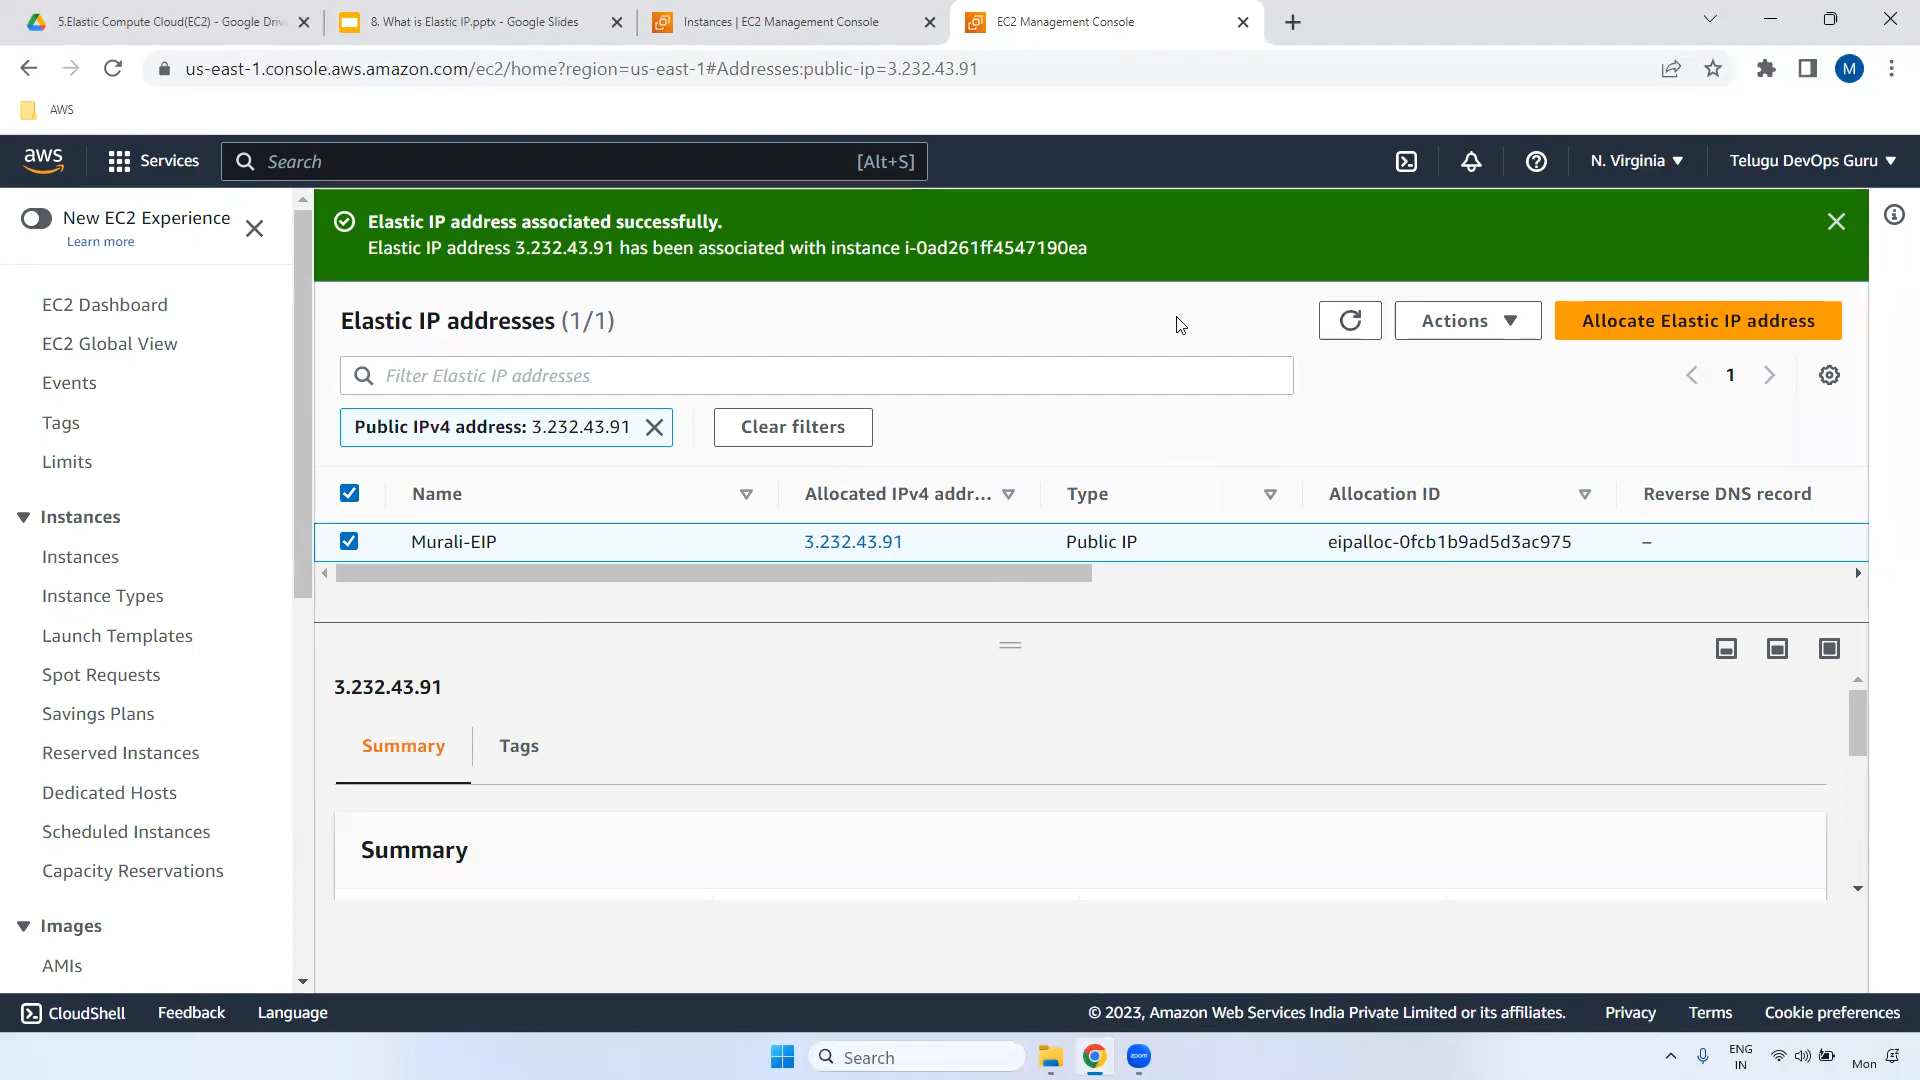 5.Elastic Compute Cloud(EC2) - Google Driv
8. What is Elastic IP.pptx - Google Slides
Instances | EC2 Management Console
EC2 Management Console
us-east-1.console.aws.amazon.com/ec2/home?region=us-east-1#Addresses:public-ip=3.232.43.91
M
AWS
aws
Services
Search
[Alt+S]
N. Virginia
Telugu DevOps Guru
New EC2 Experience
Learn more
EC2 Dashboard
EC2 Global View
Events
Tags
Limits
Instances
Instances
Instance Types
Launch Templates
Spot Requests
Savings Plans
Reserved Instances
Dedicated Hosts
Scheduled Instances
Capacity Reservations
Images
AMIs
Elastic IP address associated successfully.
Elastic IP address 3.232.43.91 has been associated with instance i-0ad261ff4547190ea
Elastic IP addresses (1/1)
Actions
Allocate Elastic IP address
Filter Elastic IP addresses
1
Public IPv4 address: 3.232.43.91
Clear filters
Name
Allocated IPv4 addr...
Type
Allocation ID
Reverse DNS record
Murali-EIP
3.232.43.91
Public IP
eipalloc-0fcb1b9ad5d3ac975
–
3.232.43.91
Summary
Tags
Summary
CloudShell
Feedback
Language
© 2023, Amazon Web Services India Private Limited or its affiliates.
Privacy
Terms
Cookie preferences
Search
zoom
ENG
IN
Mon